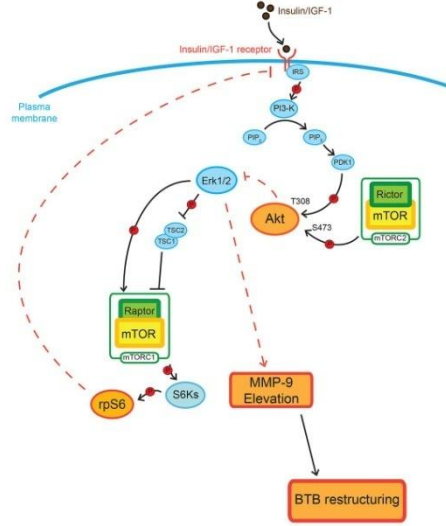 Insulin/IGF-1
Insulin/IGF-1 receptor
IRS
Plasma
membrane
PI3-K
PIP2
PIP3
PDK1
Erk1/2
T308
Rictor
mTOR
mTORC2
Akt
S473
TSC2
TSC1
Raptor
mTOR
mTORC1
S6Ks
rpS6
MMP-9
Elevation
BTB restructuring